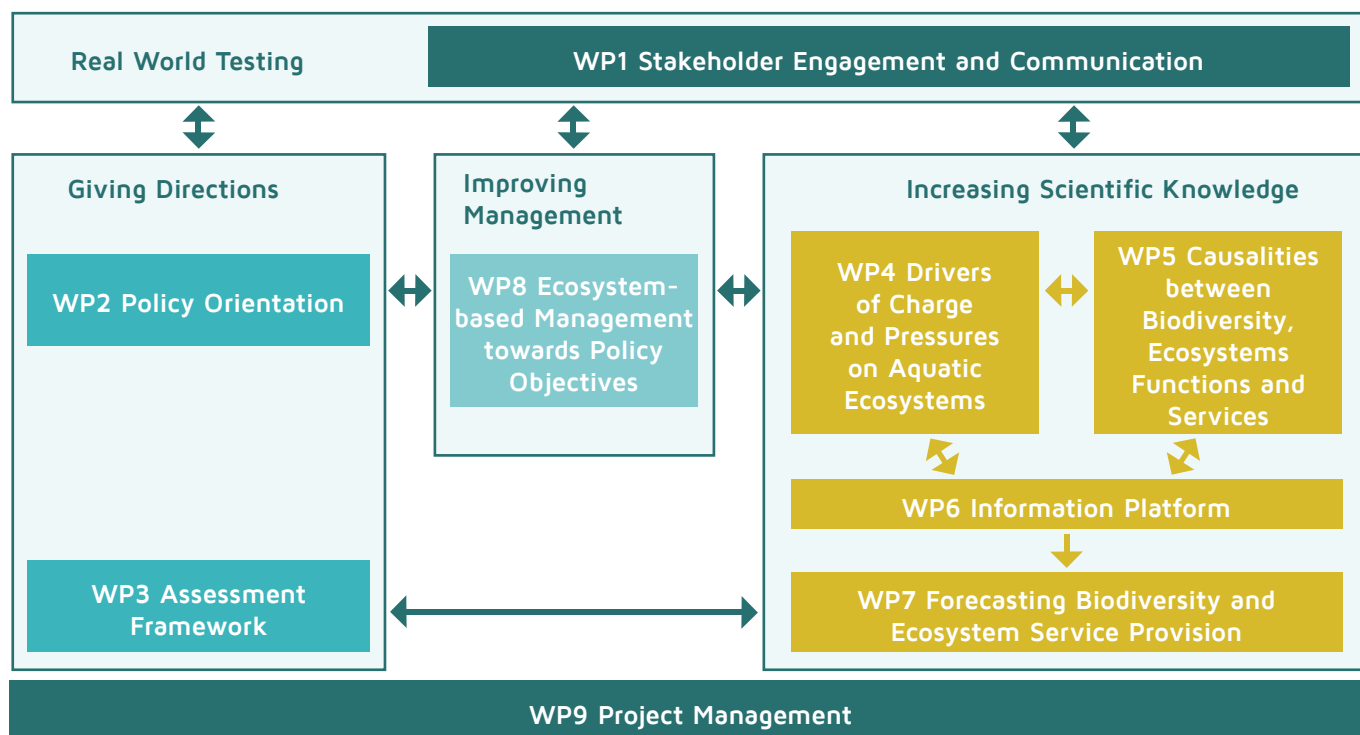 Real World Testing
WP1 Stakeholder Engagement and Communication
Giving Directions
WP2 Policy Orientation
WP3 Assessment
Framework
Improving
Management
WP8 Ecosystem-
based Management
towards Policy
Objectives
Increasing Scientific Knowledge
WP4 Drivers
of Charge
and Pressures
on Aquatic
Ecosystems
WP5 Causalities
between
Biodiversity,
Ecosystems
Functions and
Services
WP6 Information Platform
WP7 Forecasting Biodiversity and
Ecosystem Service Provision
WP9 Project Management